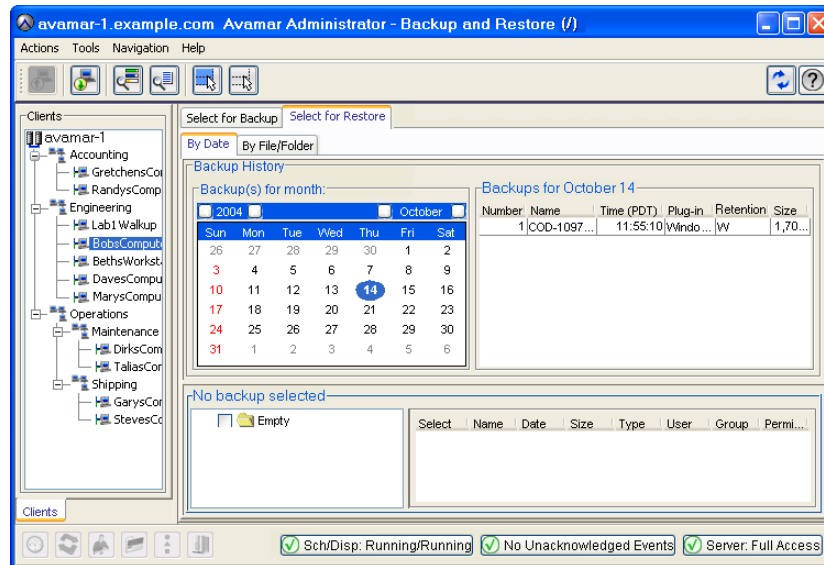 avamar-1.example.com Avamar Administrator - Backup and Restore (/)
Actions Tools Navigation Help
Clients
avamar-1
Accounting
GretchensCor
RandysComp
Engineering
Lab1 Walkup
BobsCompute
BethsWorkst
DavesCompu
MarysCompu
Operations
Maintenance
DirksCom
TaliasCor
Shipping
GarysCor
StevesCo
Clients
Select for Backup Select for Restore
By Date By File/Folder
Backup History
Backup(s) for month:
2004 October
Sun Mon Tue Wed Thu Fri Sat
26 27 28 29 30 1 2
3 4 5 6 7 8 9
10 11 12 13 14 15 16
17 18 19 20 21 22 23
24 25 26 27 28 29 30
31 1 2 3 4 5 6
Backups for October 14
Number Name Time (PDT) Plug-in Retention Size
1 COD-1097... 11:55:10 Windo... W 1,70...
No backup selected
Empty
Select Name Date Size Type User Group Permi...
Sch/Disp: Running/Running No Unacknowledged Events Server: Full Access